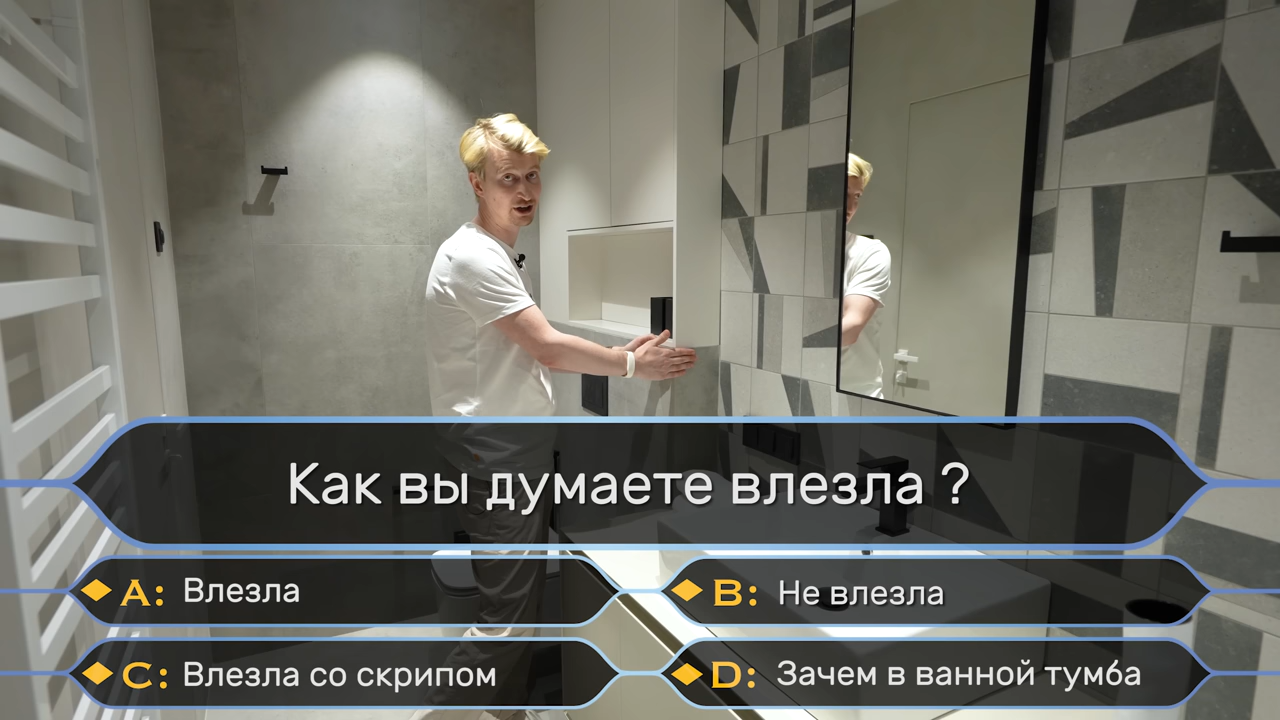 Как вы думаете влезла ?
A: Влезла
B: Не влезла
C: Влезла со скрипом
D: Зачем в ванной тумба